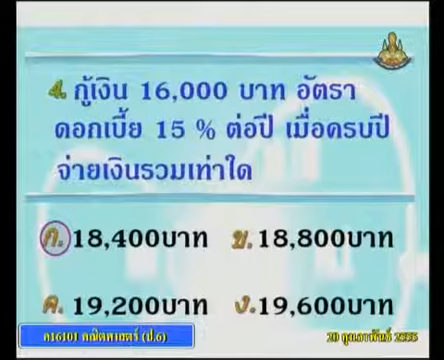 4. กู้เงิน 16,000 บาท อัตรา
ดอกเบี้ย 15 % ต่อปี เมื่อครบปี
จ่ายเงินรวมเท่าใด
ก. 18,400บาท ข. 18,800บาท
ค. 19,200บาท ง. 19,600บาท
ค16101 คณิตศาสตร์ (ป.6) 20 กุมภาพันธ์ 2555